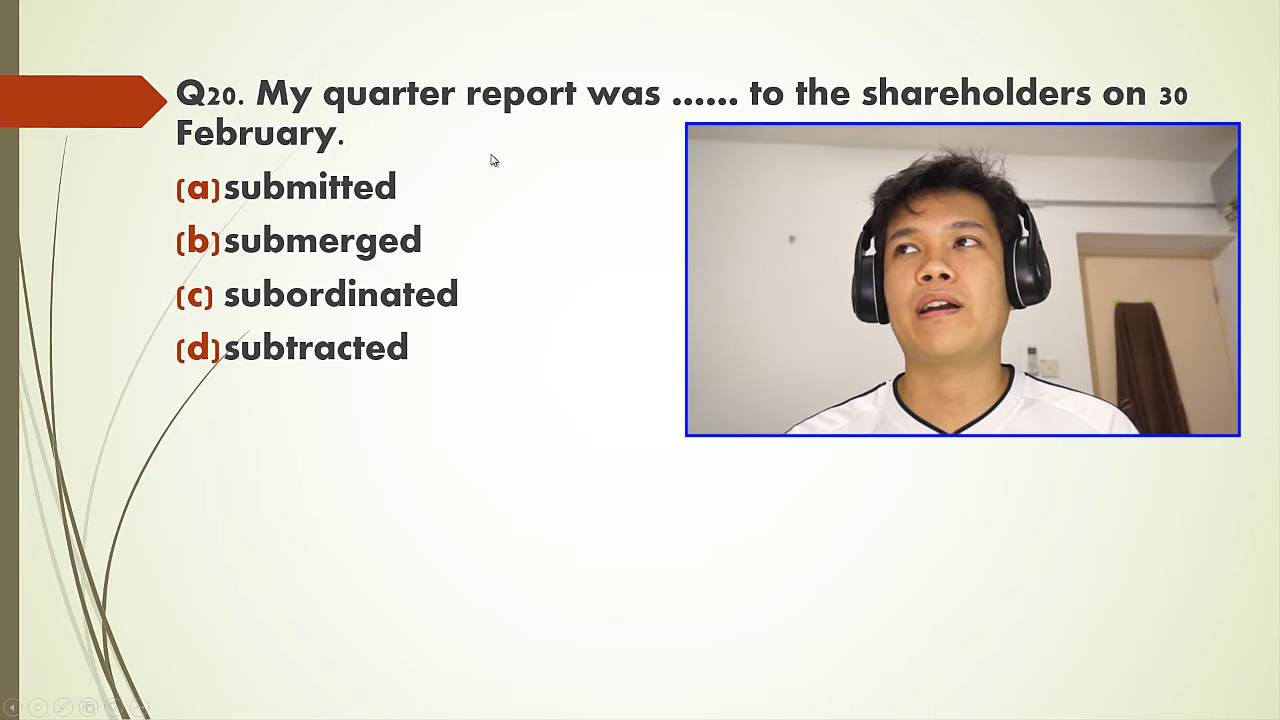 Q20. My quarter report was ...... to the shareholders on 30
February.
(a)submitted
(b)submerged
(c) subordinated
(d)subtracted